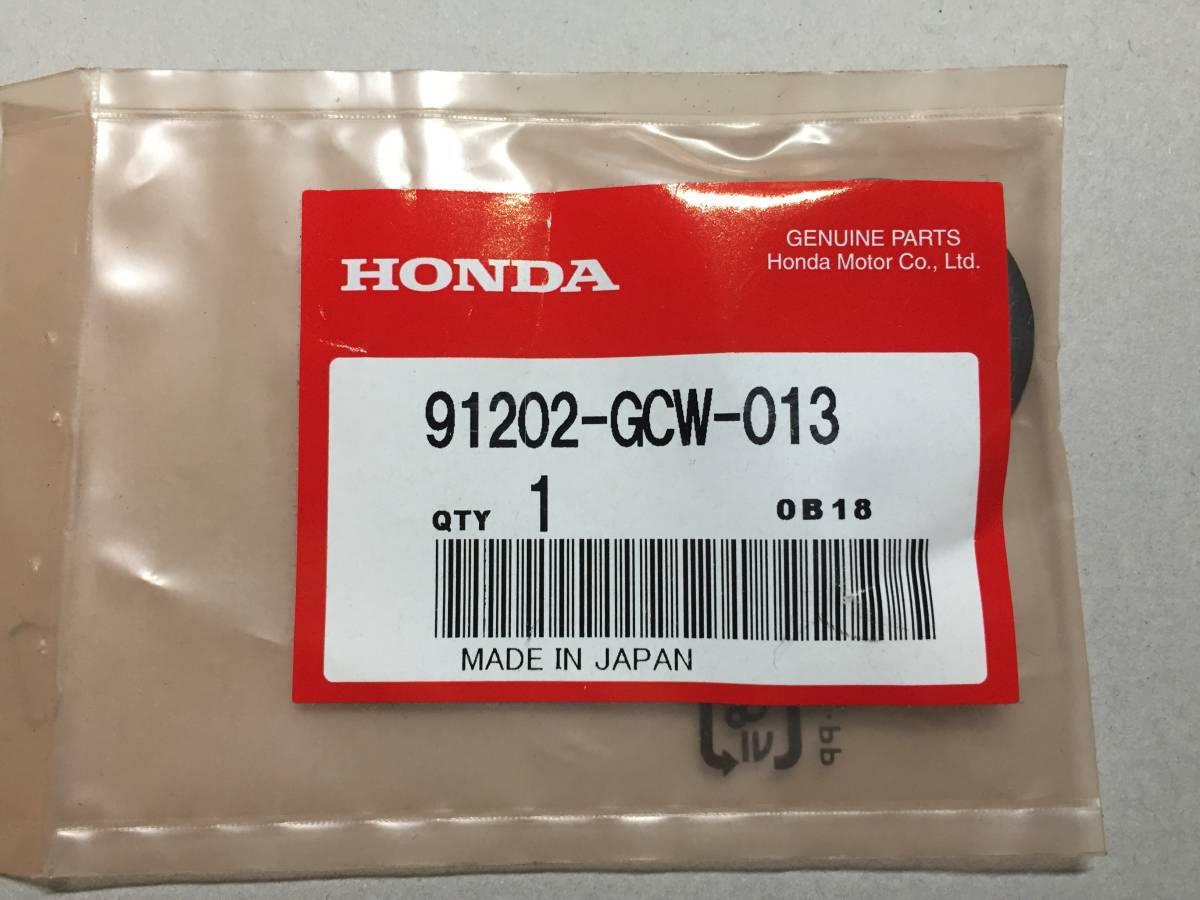 HONDA
GENUINE PARTS
Honda Motor Co., Ltd.
91202-GCW-013
QTY 1 0B18
MADE IN JAPAN